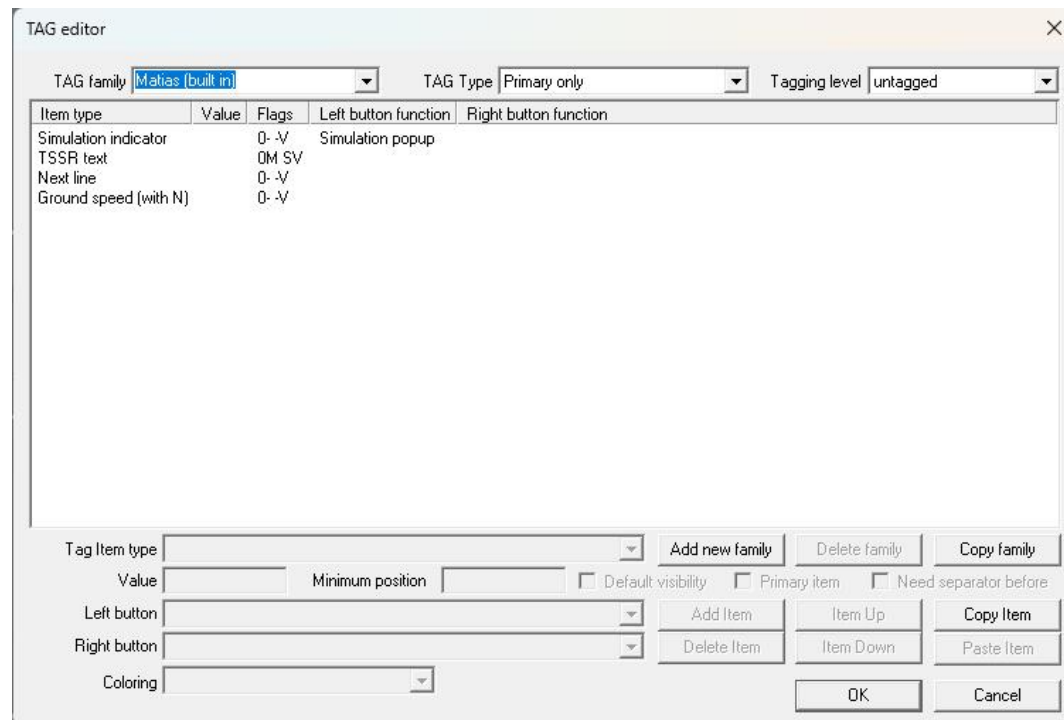 TAG editor
TAG family Matias (built in) TAG Type Primary only Tagging level untagged
Item type Value Flags Left button function Right button function
Simulation indicator 0- -V Simulation popup
TSSR text 0M SV
Next line 0- -V
Ground speed (with N) 0- -V
Tag Item type Add new family Delete family Copy family
Value Minimum position Default visibility Primary item Need separator before
Left button Add Item Item Up Copy Item
Right button Delete Item Item Down Paste Item
Coloring
OK Cancel